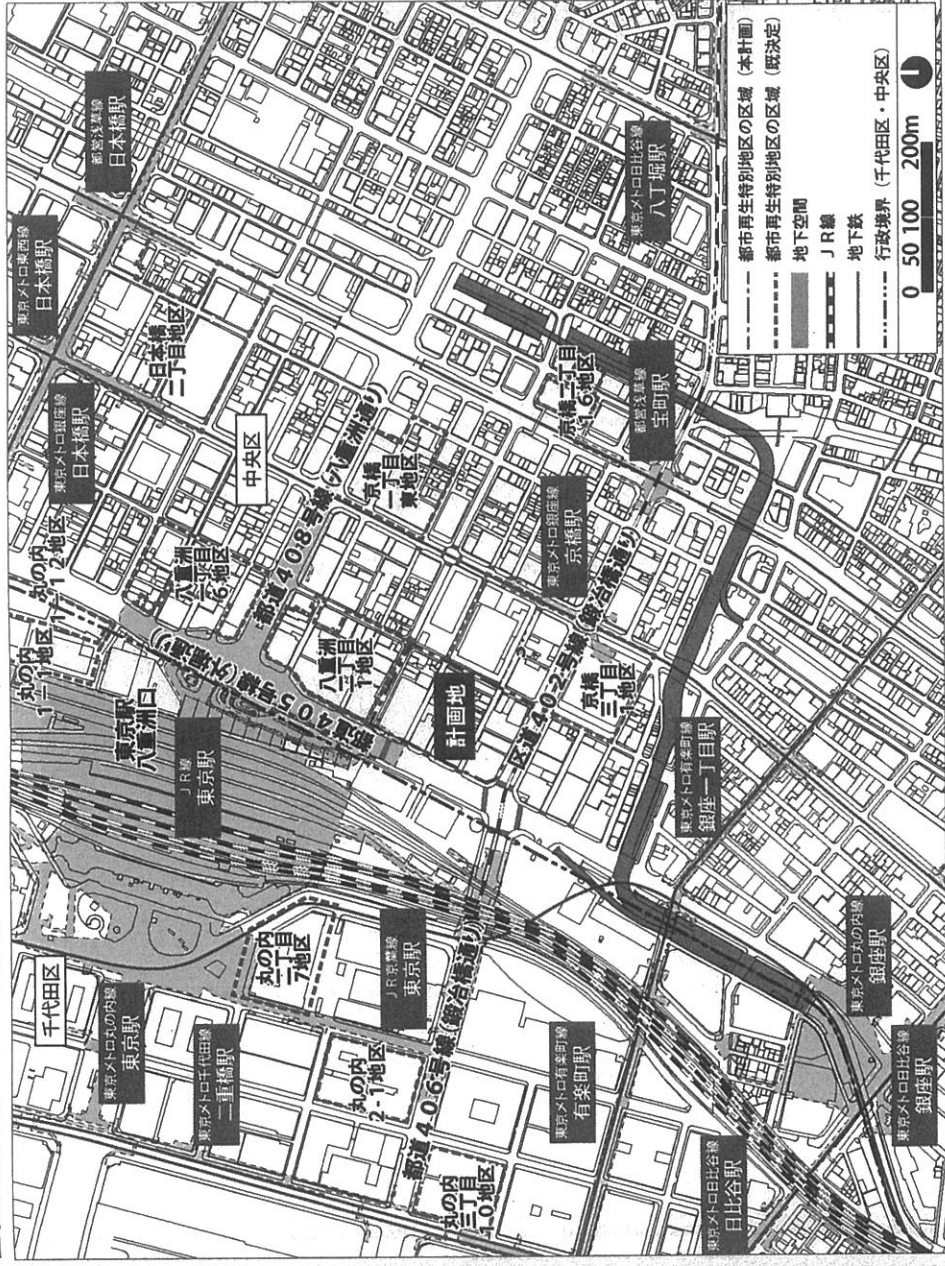 丸の内
1-1地区
丸の内
1-12地区
東京駅
八重洲口
東京メトロ銀座線
日本橋駅
東京メトロ東西線
日本橋駅
都営浅草線
日本橋駅
日本橋
二丁目地区
中央区
八重洲
一丁目
6地区
都道408号線(八重洲通り)
京橋
一丁目
東地区
都道405号線(外堀通り)
八重洲
二丁目
1地区
計画地
JR線
東京駅
千代田区
東京メトロ丸の内線
東京駅
東京メトロ千代田線
二重橋駅
丸の内
二丁目
7地区
JR京葉線
東京駅
丸の内
2-1地区
都道406号線(鍛冶橋通り)
丸の内
三丁目
10地区
区道402号線(鍛冶橋通り)
東京メトロ銀座線
京橋駅
京橋
三丁目
1地区
京橋二丁目
16地区
都営浅草線
宝町駅
東京メトロ日比谷線
八丁堀駅
東京メトロ有楽町線
有楽町駅
東京メトロ有楽町線
銀座一丁目駅
東京メトロ日比谷線
日比谷駅
東京メトロ丸の内線
銀座駅
東京メトロ日比谷線
銀座駅
都市再生特別地区の区域(本計画)
都市再生特別地区の区域(既決定)
地下空間
JR線
地下鉄
行政境界(千代田区・中央区)
0 50 100 200m